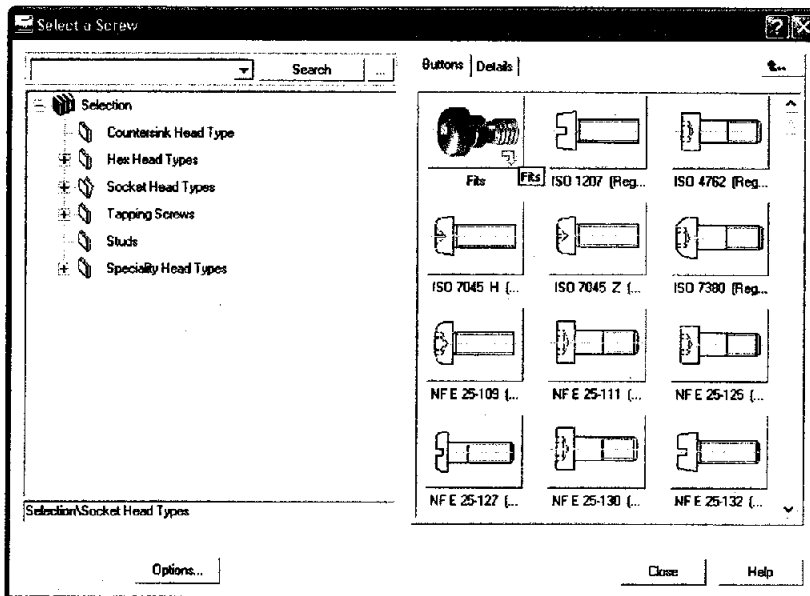 Select a Screw
Search
...
Selection
Countersink Head Type
Hex Head Types
Socket Head Types
Tapping Screws
Studs
Speciality Head Types
Selection\Socket Head Types
Options...
Buttons
Details
Fits
Fits
ISO 1207 (Reg...
ISO 4762 (Reg...
ISO 7045 H (...
ISO 7045 Z (...
ISO 7380 (Reg...
NF E 25-109 (...
NF E 25-111 (...
NF E 25-125 (...
NF E 25-127 (...
NF E 25-130 (...
NF E 25-132 (...
Close
Help